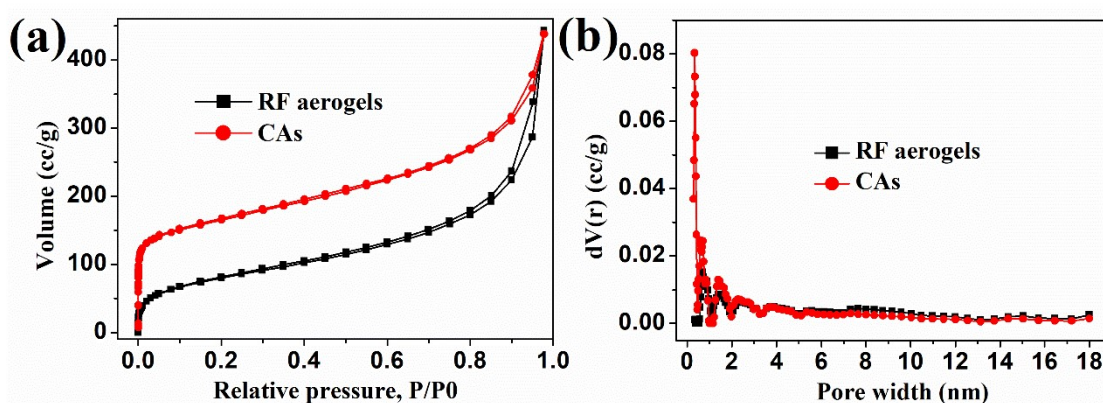 (a)
400
300
200
100
0
Volume (cc/g)
RF aerogels
CAs
0.0 0.2 0.4 0.6 0.8 1.0
Relative pressure, P/P0
(b)
0.08
0.06
0.04
0.02
0.00
dV(r) (cc/g)
RF aerogels
CAs
0 2 4 6 8 10 12 14 16 18
Pore width (nm)